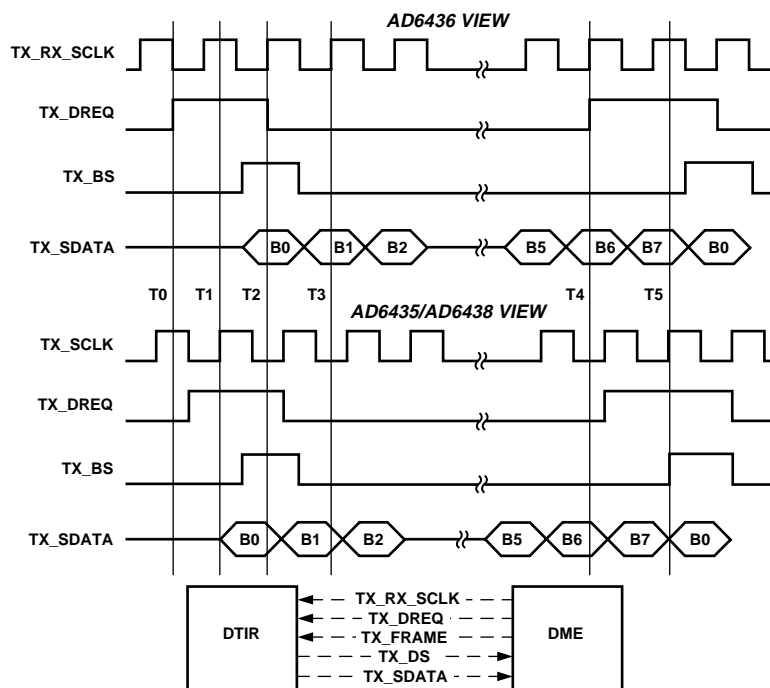 AD6436 VIEW
TX_RX_SCLK
TX_DREQ
TX_BS
TX_SDATA B0 B1 B2 B5 B6 B7 B0
T0 T1 T2 T3 T4 T5
AD6435/AD6438 VIEW
TX_SCLK
TX_DREQ
TX_BS
TX_SDATA B0 B1 B2 B5 B6 B7 B0
DTIR
TX_RX_SCLK
TX_DREQ
TX_FRAME
TX_DS
TX_SDATA
DME